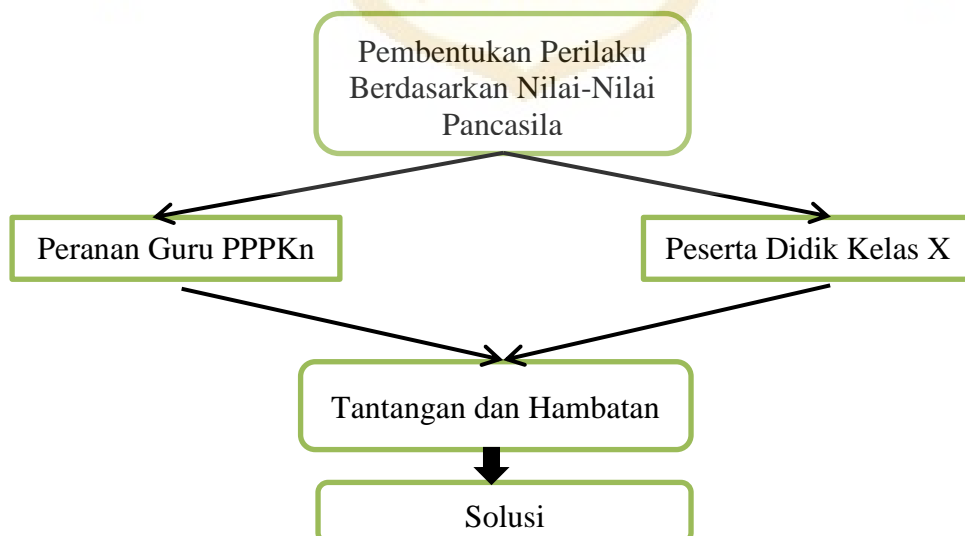 Pembentukan Perilaku
Berdasarkan Nilai-Nilai
Pancasila
Peranan Guru PPPKn
Peserta Didik Kelas X
Tantangan dan Hambatan
Solusi